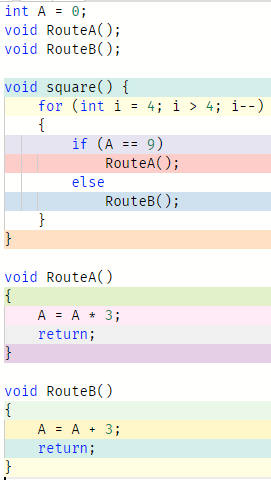 int A = 0;
void RouteA();
void RouteB();
void square() {
for (int i = 4; i > 4; i--)
{
if (A == 9)
RouteA();
else
RouteB();
}
}
void RouteA()
{
A = A * 3;
return;
}
void RouteB()
{
A = A + 3;
return;
}